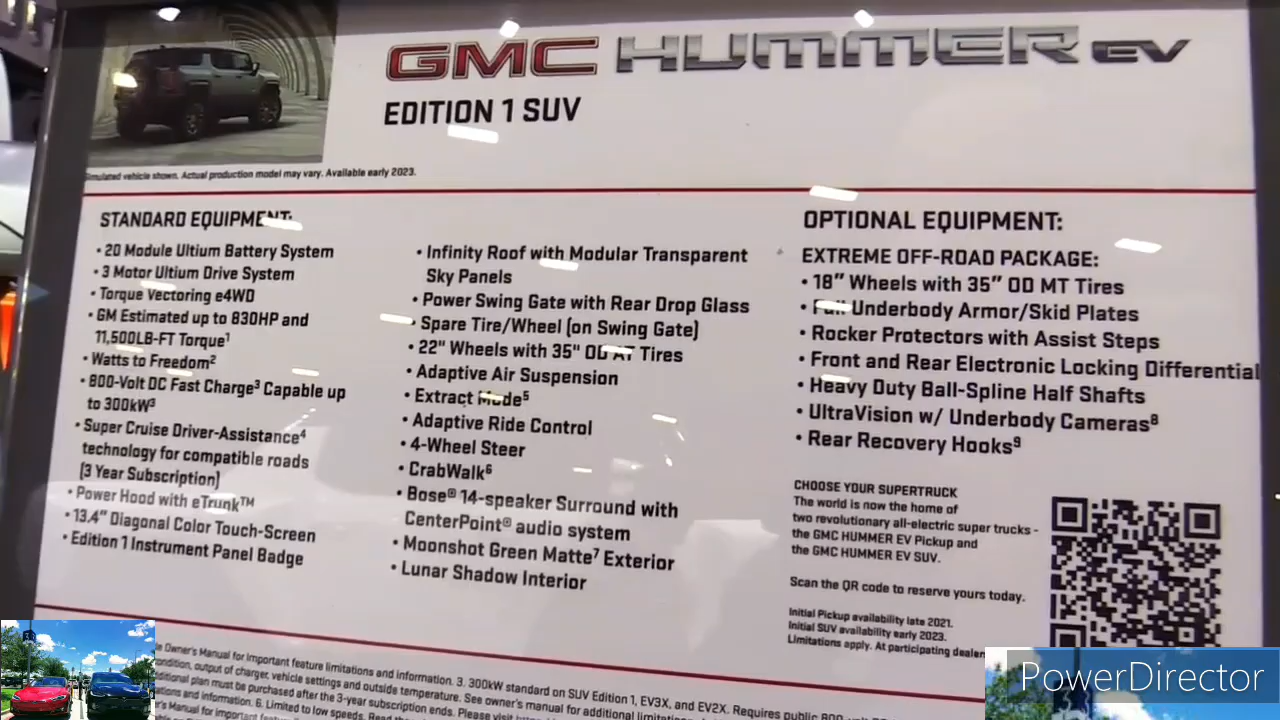 GMC HUMMER EV
EDITION 1 SUV
Simulated vehicle shown. Actual production model may vary. Available early 2023.
STANDARD EQUIPMENT:
• 20 Module Ultium Battery System
• 3 Motor Ultium Drive System
• Torque Vectoring e4WD
• GM Estimated up to 830HP and
11,500LB-FT Torque¹
• Watts to Freedom²
• 800-Volt DC Fast Charge³ Capable up
to 300kW³
• Super Cruise Driver-Assistance⁴
technology for compatible roads
(3 Year Subscription)
• Power Hood with eTrunk™
• 13.4" Diagonal Color Touch-Screen
• Edition 1 Instrument Panel Badge
• Infinity Roof with Modular Transparent
Sky Panels
• Power Swing Gate with Rear Drop Glass
• Spare Tire/Wheel (on Swing Gate)
• 22" Wheels with 35" OD AT Tires
• Adaptive Air Suspension
• Extract Mode⁵
• Adaptive Ride Control
• 4-Wheel Steer
• CrabWalk⁶
• Bose® 14-speaker Surround with
CenterPoint® audio system
• Moonshot Green Matte⁷ Exterior
• Lunar Shadow Interior
OPTIONAL EQUIPMENT:
EXTREME OFF-ROAD PACKAGE:
• 18" Wheels with 35" OD MT Tires
• Full Underbody Armor/Skid Plates
• Rocker Protectors with Assist Steps
• Front and Rear Electronic Locking Differential
• Heavy Duty Ball-Spline Half Shafts
• UltraVision w/ Underbody Cameras⁸
• Rear Recovery Hooks⁹
CHOOSE YOUR SUPERTRUCK
The world is now the home of
two revolutionary all-electric super trucks -
the GMC HUMMER EV Pickup and
the GMC HUMMER EV SUV.
Scan the QR code to reserve yours today.
Initial Pickup availability late 2021.
Initial SUV availability early 2023.
Limitations apply. At participating dealer
Owner's Manual for important feature limitations and information. 3. 300kW standard on SUV Edition 1, EV3X, and EV2X. Requires public 800
output of charger, vehicle settings and outside temperature. See owner's manual for additional
plan must be purchased after the 3-year subscription ends. Please visit
and information. 6. Limited to low speeds. Read
Manual for important
PowerDirector